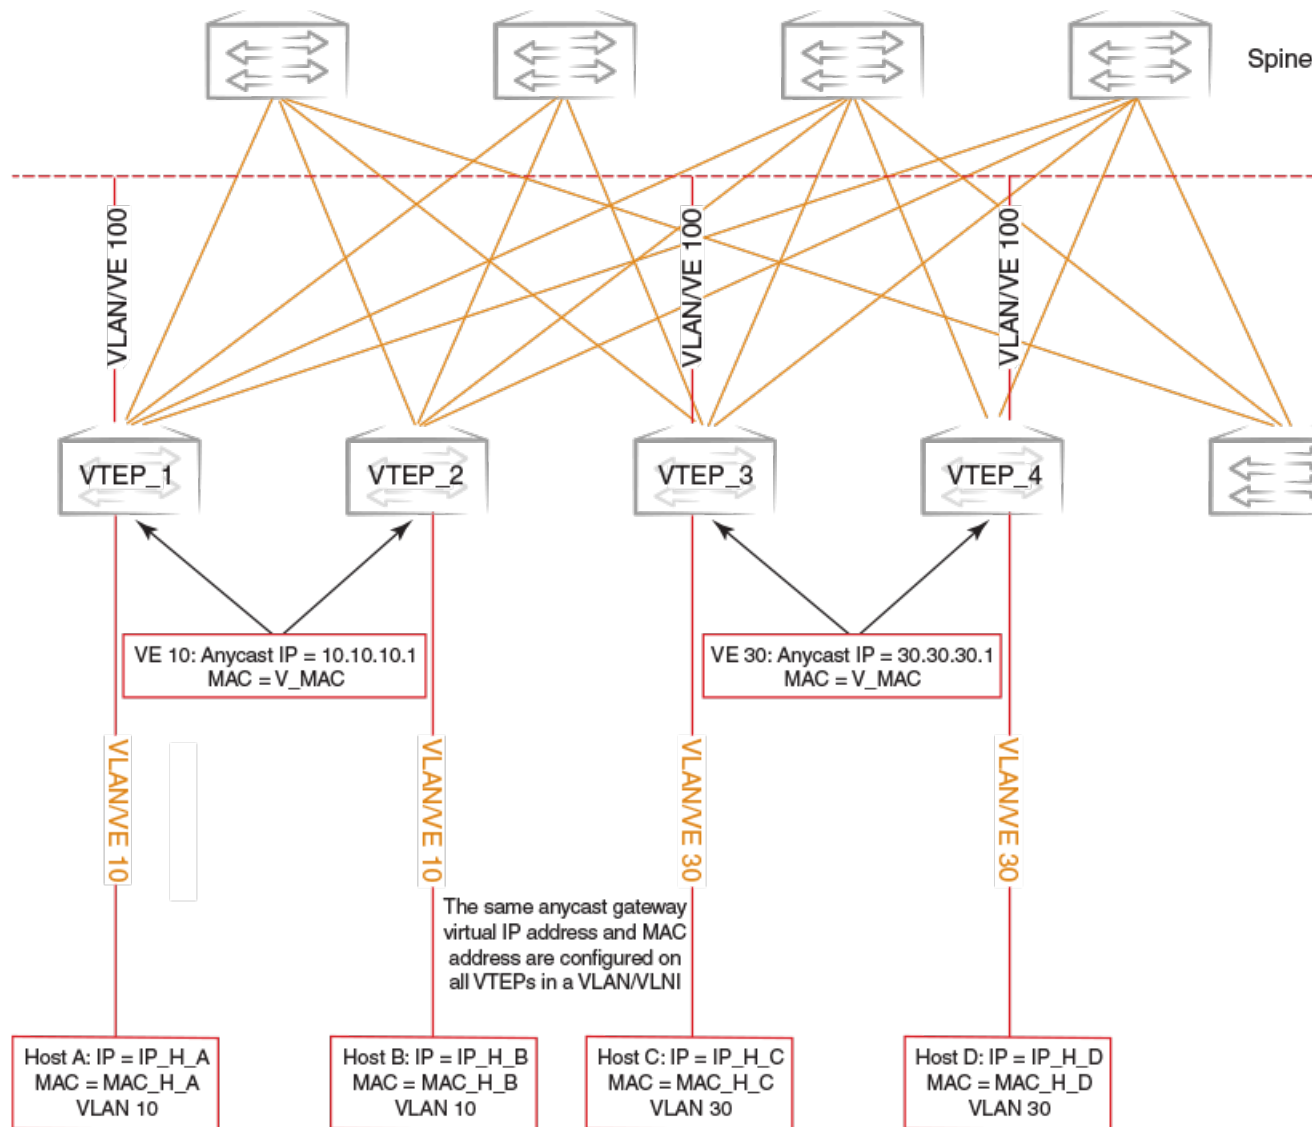 Spine
VLAN/VE 100
VLAN/VE 100
VLAN/VE 100
VTEP_1
VTEP_2
VTEP_3
VTEP_4
VE 10: Anycast IP = 10.10.10.1
MAC = V_MAC
VE 30: Anycast IP = 30.30.30.1
MAC = V_MAC
VLAN/VE 10
VLAN/VE 10
VLAN/VE 30
VLAN/VE 30
The same anycast gateway
virtual IP address and MAC
address are configured on
all VTEPs in a VLAN/VLNI
Host A: IP = IP_H_A
MAC = MAC_H_A
VLAN 10
Host B: IP = IP_H_B
MAC = MAC_H_B
VLAN 10
Host C: IP = IP_H_C
MAC = MAC_H_C
VLAN 30
Host D: IP = IP_H_D
MAC = MAC_H_D
VLAN 30